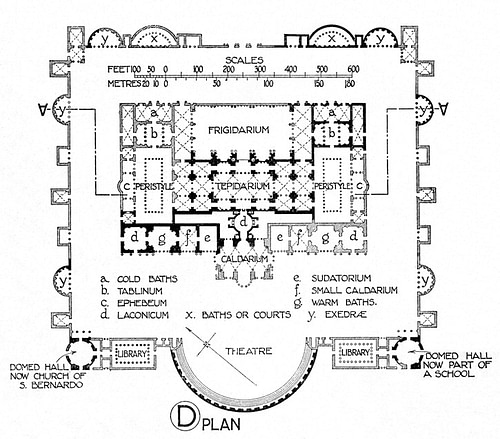 y x x y
SCALES
FEET 100 50 0 100 200 300 400 500 600
METRES 20 10 0 50 100 150 180
A y y A
a a
FRIGIDARIUM
b b
C PERISTYLE TEPIDARIUM PERISTYLE C
d g f e d e f g d
CALDARIUM
y y
a. COLD BATHS e. SUDATORIUM
b. TABLINUM f. SMALL CALDARIUM
c. EPHEBEUM g. WARM BATHS.
d. LACONICUM x. BATHS OR COURTS y. EXEDRÆ
LIBRARY THEATRE LIBRARY
DOMED HALL
NOW CHURCH OF
S. BERNARDO
DOMED HALL
NOW PART OF
A SCHOOL.
D PLAN